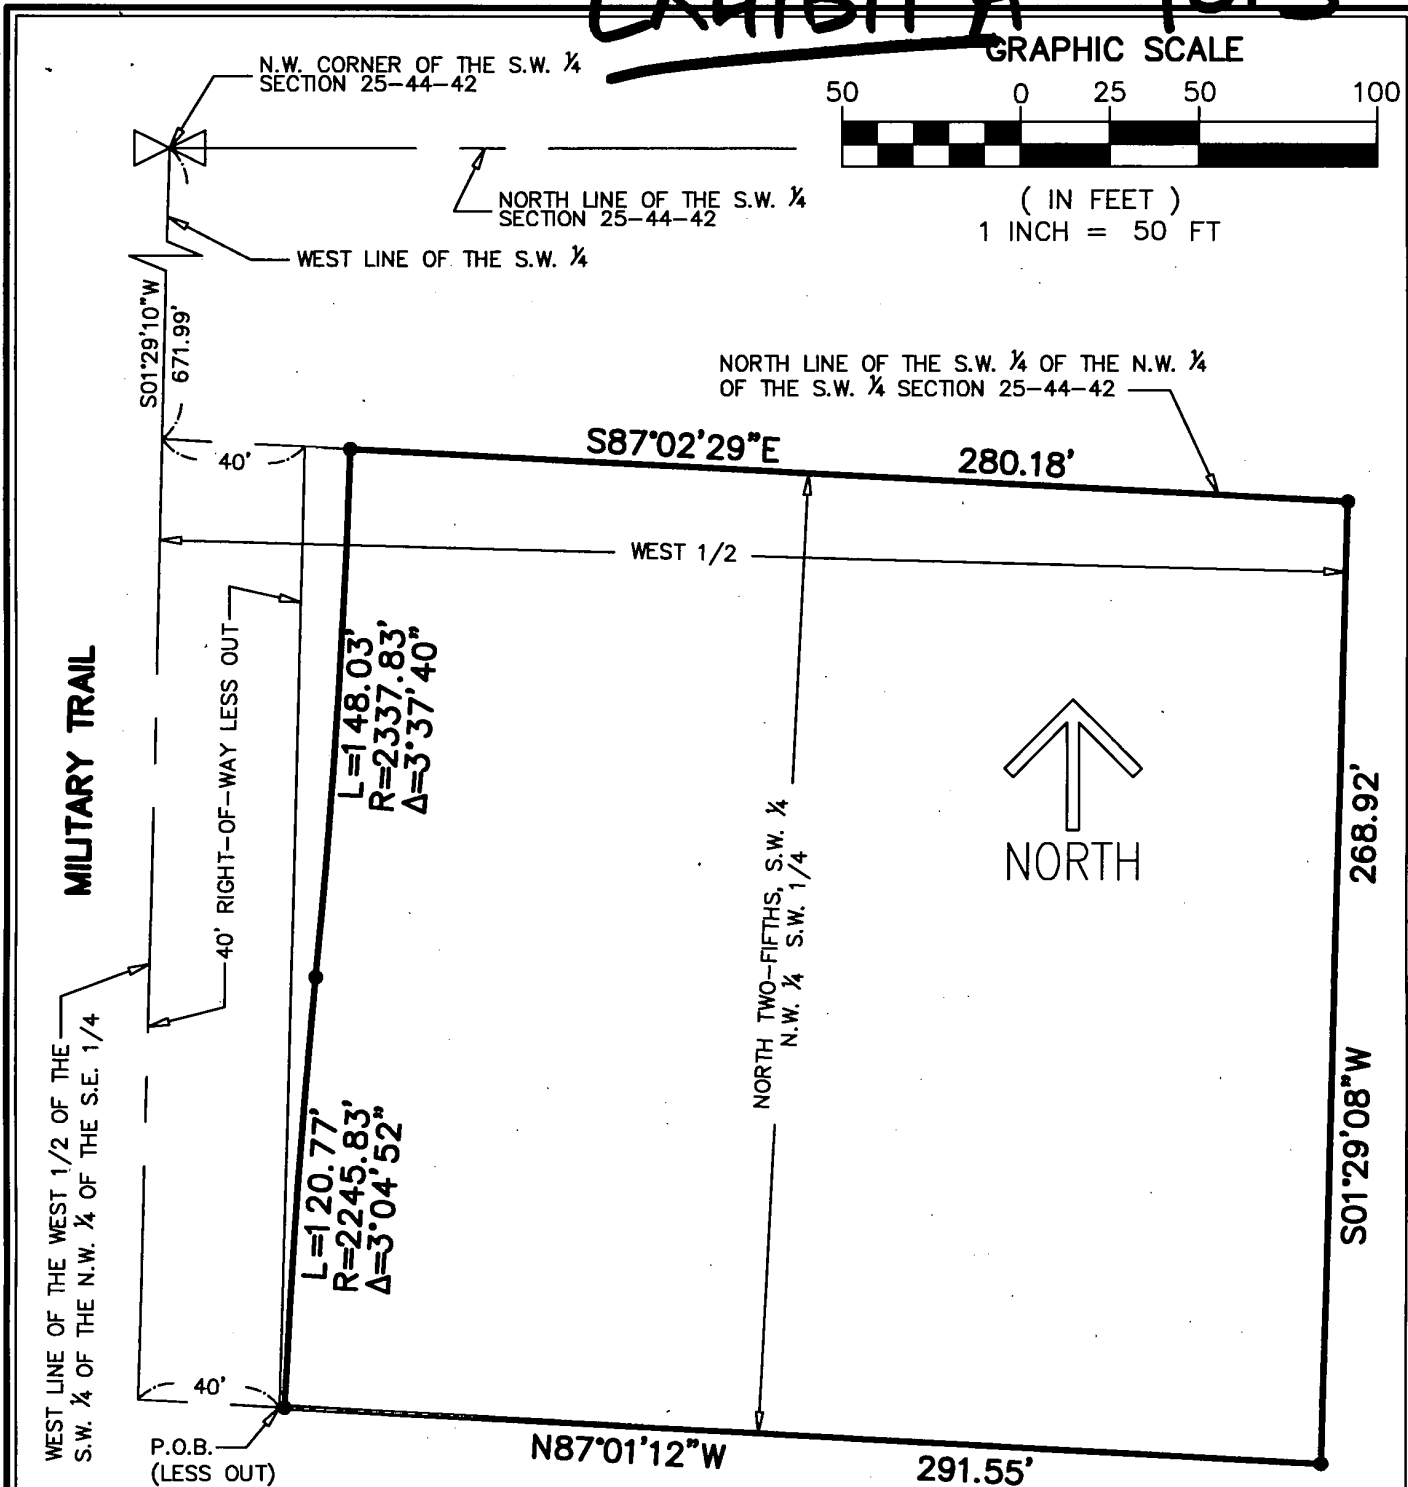 EXHIBIT A
GRAPHIC SCALE
50 0 25 50 100
( IN FEET )
1 INCH = 50 FT
N.W. CORNER OF THE S.W. ¼
SECTION 25-44-42
NORTH LINE OF THE S.W. ¼
SECTION 25-44-42
WEST LINE OF THE S.W. ¼
S01°29'10"W
671.99'
NORTH LINE OF THE S.W. ¼ OF THE N.W. ¼
OF THE S.W. ¼ SECTION 25-44-42
40'
S87°02'29"E 280.18'
WEST 1/2
MILITARY TRAIL
40' RIGHT-OF-WAY LESS OUT
L=148.03'
R=2337.83'
Δ=3°37'40"
NORTH
268.92'
S01°29'08"W
NORTH TWO-FIFTHS, S.W. ¼
N.W. ¼ S.W. 1/4
WEST LINE OF THE WEST 1/2 OF THE
S.W. ¼ OF THE N.W. ¼ OF THE S.E. 1/4
L=120.77'
R=2245.83'
Δ=3°04'52"
40'
P.O.B.
(LESS OUT)
N87°01'12"W 291.55'